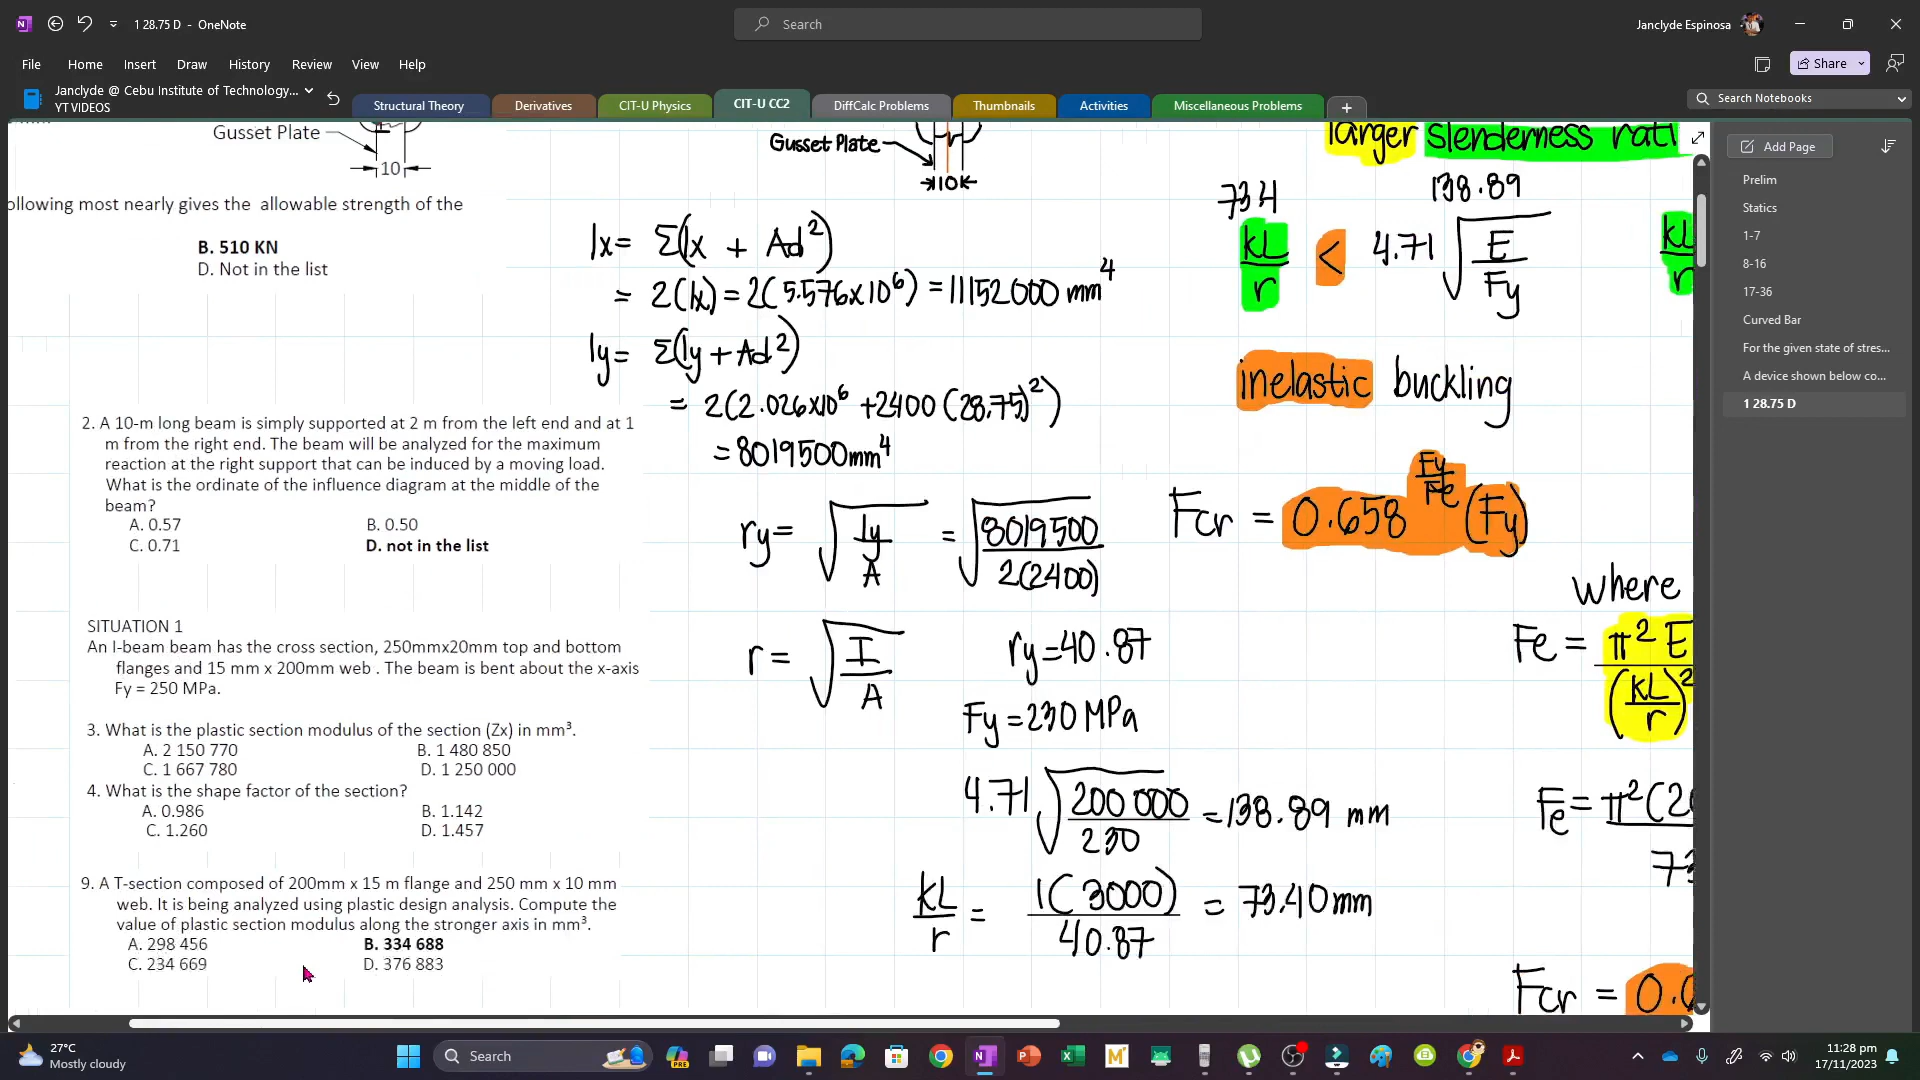 1 28.75 D - OneNote
Search
Janclyde Espinosa
File Home Insert Draw History Review View Help
Share
Janclyde @ Cebu Institute of Technology...
YT VIDEOS
Structural Theory
Derivatives
CIT-U Physics
CIT-U CC2
DiffCalc Problems
Thumbnails
Activities
Miscellaneous Problems
Search Notebooks
Add Page
Prelim
Statics
1-7
8-16
17-36
Curved Bar
For the given state of stres...
A device shown below co...
1 28.75 D
Gusset Plate
10
ollowing most nearly gives the allowable strength of the
B. 510 KN
D. Not in the list
2. A 10-m long beam is simply supported at 2 m from the left end and at 1
m from the right end. The beam will be analyzed for the maximum
reaction at the right support that can be induced by a moving load.
What is the ordinate of the influence diagram at the middle of the
beam?
A. 0.57 B. 0.50
C. 0.71 D. not in the list
SITUATION 1
An I-beam beam has the cross section, 250mmx20mm top and bottom
flanges and 15 mm x 200mm web . The beam is bent about the x-axis
Fy = 250 MPa.
3. What is the plastic section modulus of the section (Zx) in mm³.
A. 2 150 770 B. 1 480 850
C. 1 667 780 D. 1 250 000
4. What is the shape factor of the section?
A. 0.986 B. 1.142
C. 1.260 D. 1.457
9. A T-section composed of 200mm x 15 m flange and 250 mm x 10 mm
web. It is being analyzed using plastic design analysis. Compute the
value of plastic section modulus along the stronger axis in mm³.
A. 298 456 B. 334 688
C. 234 669 D. 376 883
Gusset Plate
10
Ix = Σ(Ix + Ad²)
= 2(Ix) = 2(5.576x10⁶) = 11152000 mm⁴
Iy = Σ(Iy + Ad²)
= 2(2.026x10⁶ + 2400(28.75)²)
= 8019500mm⁴
ry = √(Iy/A) = √(8019500/2(2400))
r = √(I/A)
ry = 40.87
Fy = 230 MPa
4.71 √(200 000/230) = 138.89 mm
kL/r = 1(3000)/40.87 = 73.40mm
larger slenderness rati
73.4 138.89
kL/r < 4.71 √(E/Fy)
kL/r
inelastic buckling
Fcr = 0.658^(Fy/Fe) (Fy)
where
Fe = π² E/(kL/r)²
Fe = π²(20
73
Fcr = 0.
27°C
Mostly cloudy
Search
PRE
11:28 pm
17/11/2023